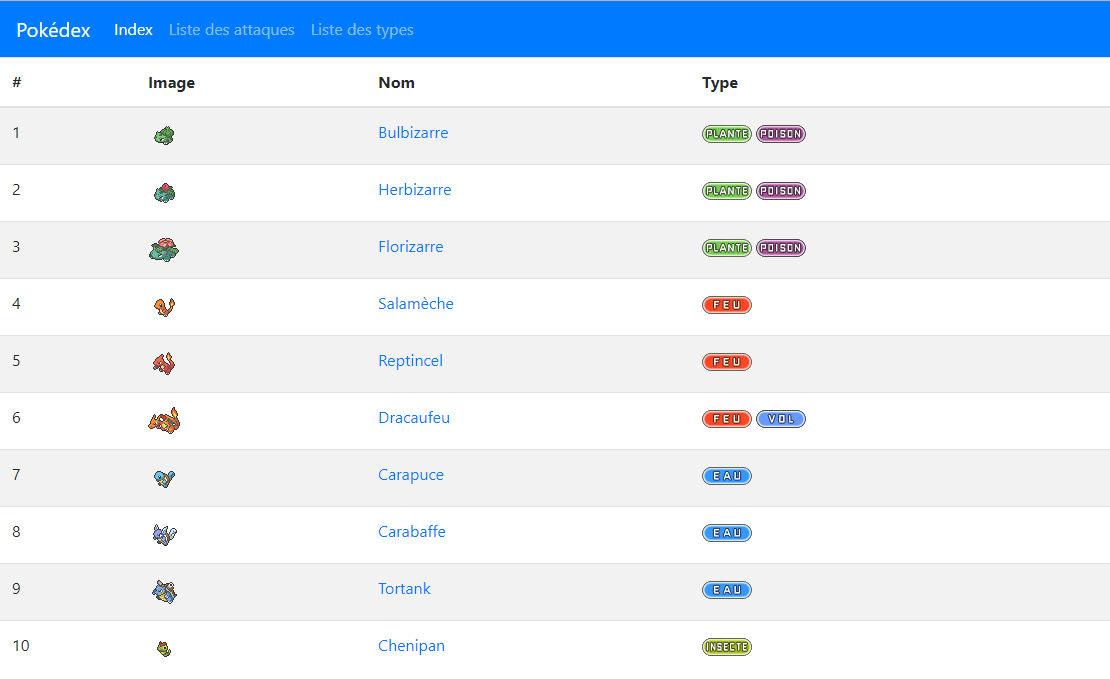 Pokédex Index Liste des attaques Liste des types
# Image Nom Type
1 Bulbizarre PLANTE POISON
2 Herbizarre PLANTE POISON
3 Florizarre PLANTE POISON
4 Salamèche FEU
5 Reptincel FEU
6 Dracaufeu FEU VOL
7 Carapuce EAU
8 Carabaffe EAU
9 Tortank EAU
10 Chenipan INSECTE